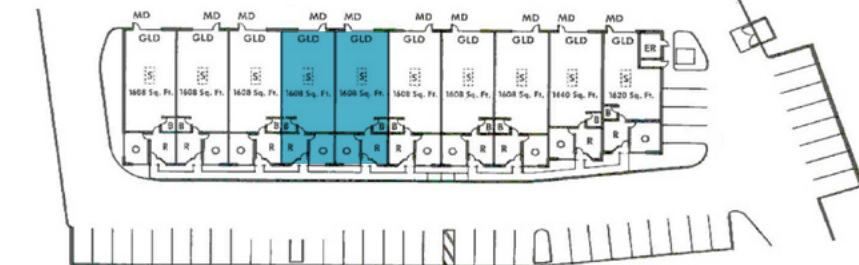 MD MD MD MD MD MD MD MD MD MD
GLD GLD GLD GLD GLD GLD GLD GLD GLD GLD ER
S S S S S S S S S S
1608 Sq. Ft. 1608 Sq. Ft. 1608 Sq. Ft. 1608 Sq. Ft. 1608 Sq. Ft. 1608 Sq. Ft. 1608 Sq. Ft. 1608 Sq. Ft. 1440 Sq. Ft. 1620 Sq. Ft.
B B B B B B B B B B
O R R O O R R O O R R O O R R O O R R O